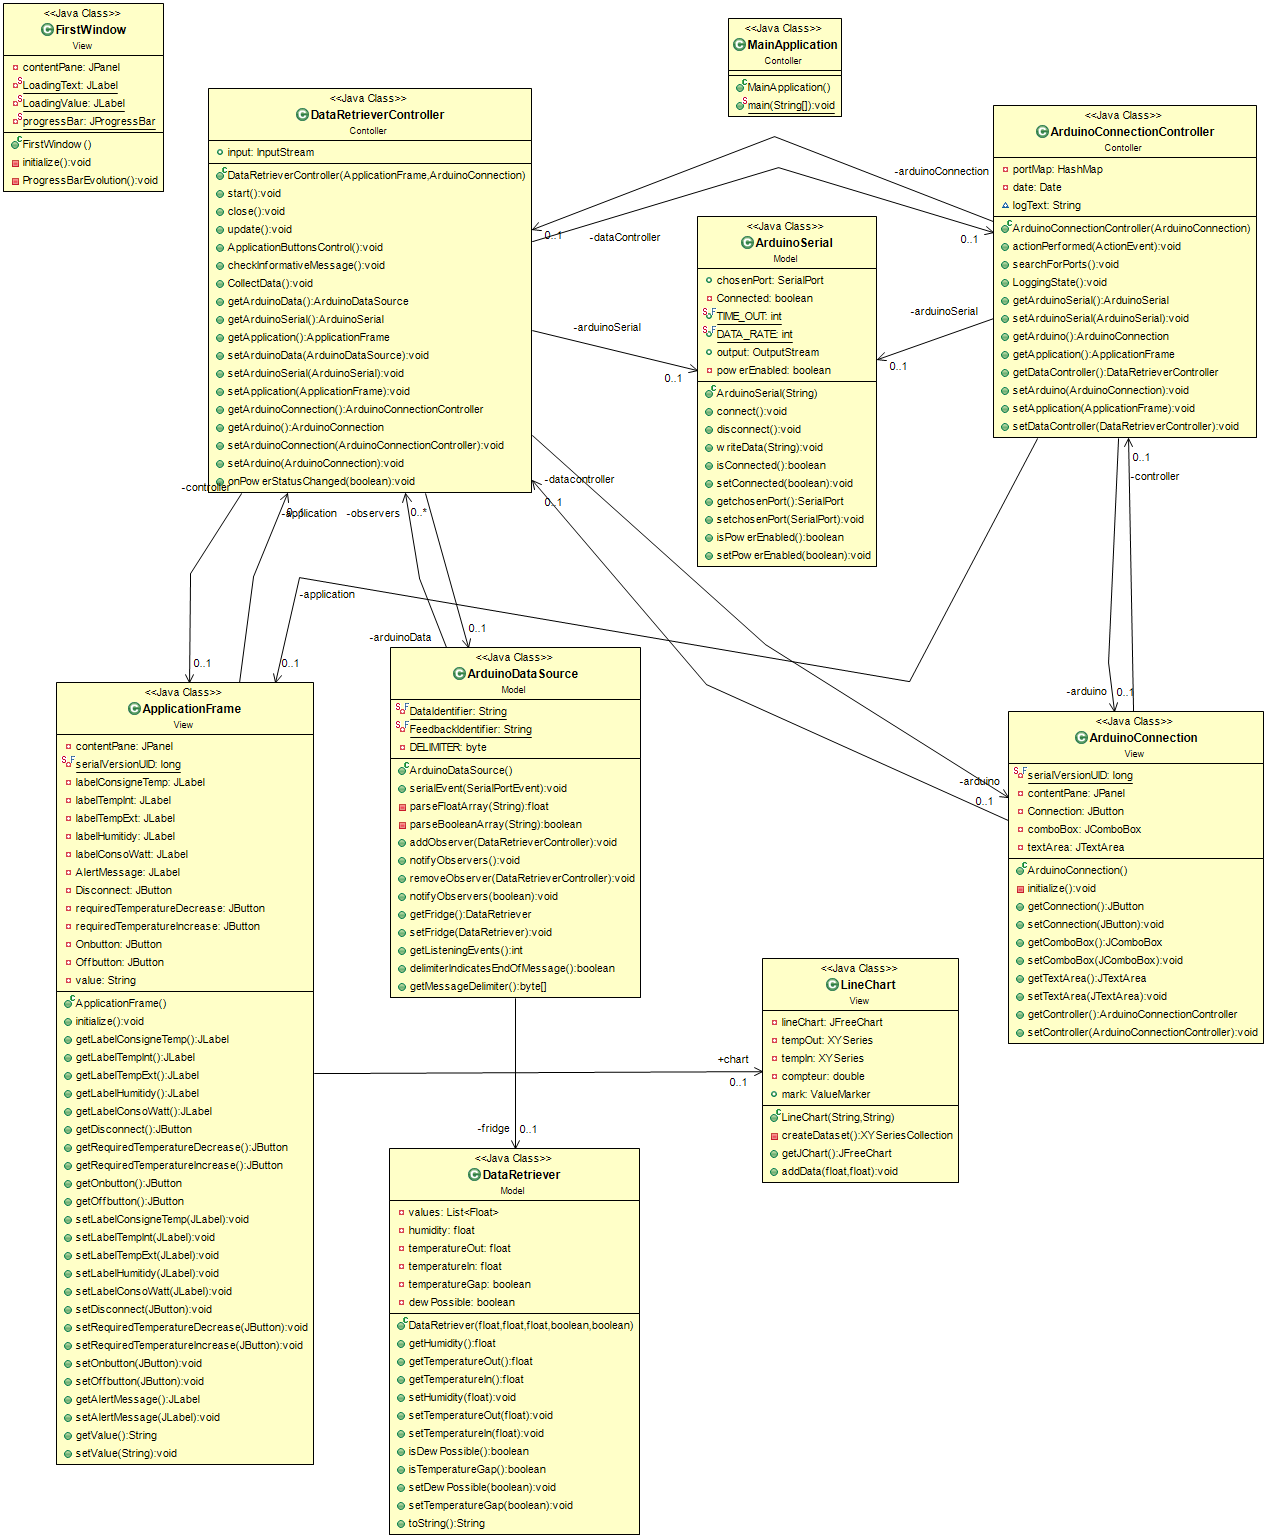 <<Java Class>>
FirstWindow
View
contentPane: JPanel
LoadingText: JLabel
LoadingValue: JLabel
progressBar: JProgressBar
FirstWindow()
initialize():void
ProgressBarEvolution():void
<<Java Class>>
MainApplication
Contoller
MainApplication()
main(String[]):void
<<Java Class>>
DataRetrieverController
Contoller
input: InputStream
DataRetrieverController(ApplicationFrame,ArduinoConnection)
start():void
close():void
update():void
ApplicationButtonsControl():void
checkInformativeMessage():void
CollectData():void
getArduinoData():ArduinoDataSource
getArduinoSerial():ArduinoSerial
getApplication():ApplicationFrame
setArduinoData(ArduinoDataSource):void
setArduinoSerial(ArduinoSerial):void
setApplication(ApplicationFrame):void
getArduinoConnection():ArduinoConnectionController
getArduino():ArduinoConnection
setArduinoConnection(ArduinoConnectionController):void
setArduino(ArduinoConnection):void
onPowerStatusChanged(boolean):void
<<Java Class>>
ArduinoConnectionController
Contoller
portMap: HashMap
date: Date
logText: String
ArduinoConnectionController(ArduinoConnection)
actionPerformed(ActionEvent):void
searchForPorts():void
LoggingState():void
getArduinoSerial():ArduinoSerial
setArduinoSerial(ArduinoSerial):void
getArduino():ArduinoConnection
getApplication():ApplicationFrame
getDataController():DataRetrieverController
setArduino(ArduinoConnection):void
setApplication(ApplicationFrame):void
setDataController(DataRetrieverController):void
-arduinoConnection
0..1
-dataController
0..1
<<Java Class>>
ArduinoSerial
Model
chosenPort: SerialPort
Connected: boolean
TIME_OUT: int
DATA_RATE: int
output: OutputStream
powerEnabled: boolean
ArduinoSerial(String)
connect():void
disconnect():void
writeData(String):void
isConnected():boolean
setConnected(boolean):void
getchosenPort():SerialPort
setchosenPort(SerialPort):void
isPowerEnabled():boolean
setPowerEnabled(boolean):void
-arduinoSerial
0..1
-arduinoSerial
0..1
-controller
0..1
-application
-observers
0..*
-datacontroller
0..1
0..1
-controller
-application
0..1
0..1
-arduinoData
0..1
-arduino
0..1
-arduino
0..1
<<Java Class>>
ApplicationFrame
View
contentPane: JPanel
serialVersionUID: long
labelConsigneTemp: JLabel
labelTempInt: JLabel
labelTempExt: JLabel
labelHumitidy: JLabel
labelConsoWatt: JLabel
AlertMessage: JLabel
Disconnect: JButton
requiredTemperatureDecrease: JButton
requiredTemperatureIncrease: JButton
Onbutton: JButton
Offbutton: JButton
value: String
ApplicationFrame()
initialize():void
getLabelConsigneTemp():JLabel
getLabelTempInt():JLabel
getLabelTempExt():JLabel
getLabelHumitidy():JLabel
getLabelConsoWatt():JLabel
getDisconnect():JButton
getRequiredTemperatureDecrease():JButton
getRequiredTemperatureIncrease():JButton
getOnbutton():JButton
getOffbutton():JButton
setLabelConsigneTemp(JLabel):void
setLabelTempInt(JLabel):void
setLabelTempExt(JLabel):void
setLabelHumitidy(JLabel):void
setLabelConsoWatt(JLabel):void
setDisconnect(JButton):void
setRequiredTemperatureDecrease(JButton):void
setRequiredTemperatureIncrease(JButton):void
setOnbutton(JButton):void
setOffbutton(JButton):void
getAlertMessage():JLabel
setAlertMessage(JLabel):void
getValue():String
setValue(String):void
<<Java Class>>
ArduinoDataSource
Model
DataIdentifier: String
FeedbackIdentifier: String
DELIMITER: byte
ArduinoDataSource()
serialEvent(SerialPortEvent):void
parseFloatArray(String):float
parseBooleanArray(String):boolean
addObserver(DataRetrieverController):void
notifyObservers():void
removeObserver(DataRetrieverController):void
notifyObservers(boolean):void
getFridge():DataRetriever
setFridge(DataRetriever):void
getListeningEvents():int
delimiterIndicatesEndOfMessage():boolean
getMessageDelimiter():byte[]
<<Java Class>>
ArduinoConnection
View
serialVersionUID: long
contentPane: JPanel
Connection: JButton
comboBox: JComboBox
textArea: JTextArea
ArduinoConnection()
initialize():void
getConnection():JButton
setConnection(JButton):void
getComboBox():JComboBox
setComboBox(JComboBox):void
getTextArea():JTextArea
setTextArea(JTextArea):void
getController():ArduinoConnectionController
setController(ArduinoConnectionController):void
+chart
0..1
<<Java Class>>
LineChart
View
lineChart: JFreeChart
tempOut: XYSeries
tempIn: XYSeries
compteur: double
mark: ValueMarker
LineChart(String,String)
createDataset():XYSeriesCollection
getJChart():JFreeChart
addData(float,float):void
-fridge
0..1
<<Java Class>>
DataRetriever
Model
values: List<Float>
humidity: float
temperatureOut: float
temperatureIn: float
temperatureGap: boolean
dewPossible: boolean
DataRetriever(float,float,float,boolean,boolean)
getHumidity():float
getTemperatureOut():float
getTemperatureIn():float
setHumidity(float):void
setTemperatureOut(float):void
setTemperatureIn(float):void
isDewPossible():boolean
isTemperatureGap():boolean
setDewPossible(boolean):void
setTemperatureGap(boolean):void
toString():String